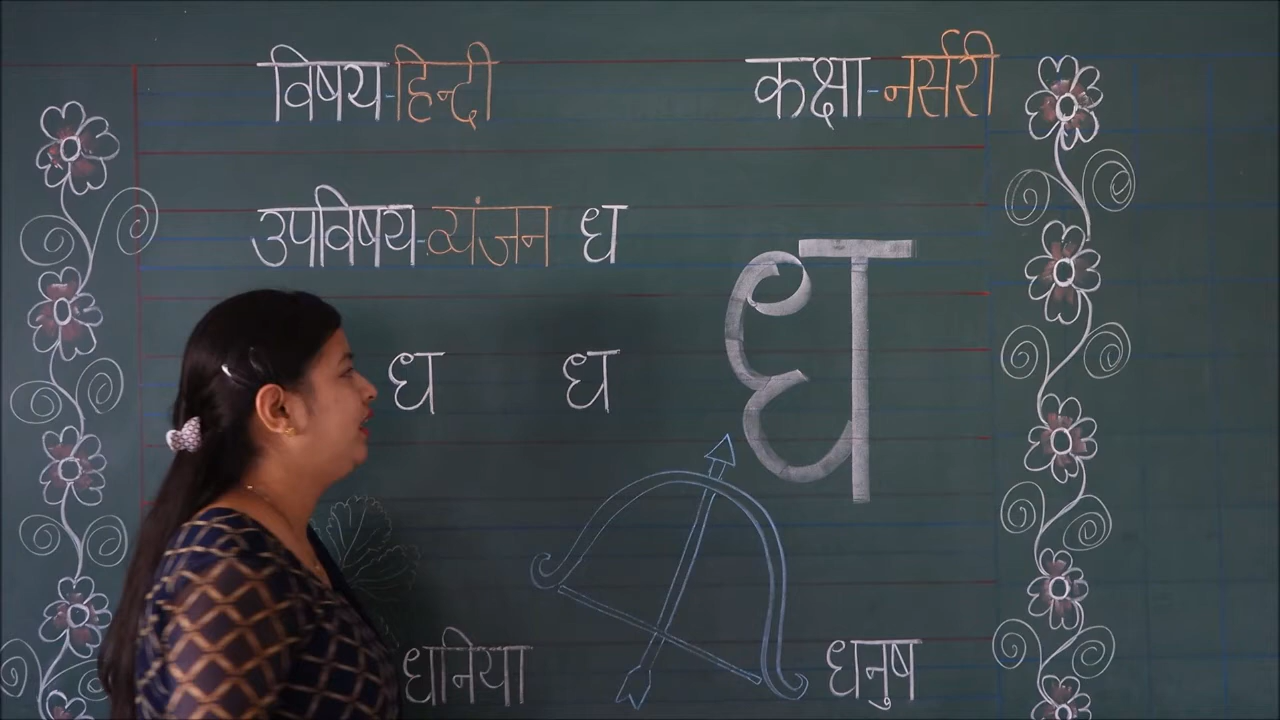 विषय-हिन्दी कक्षा-नर्सरी
उपविषय-व्यंजन ध
ध
ध ध
धनिया धनुष